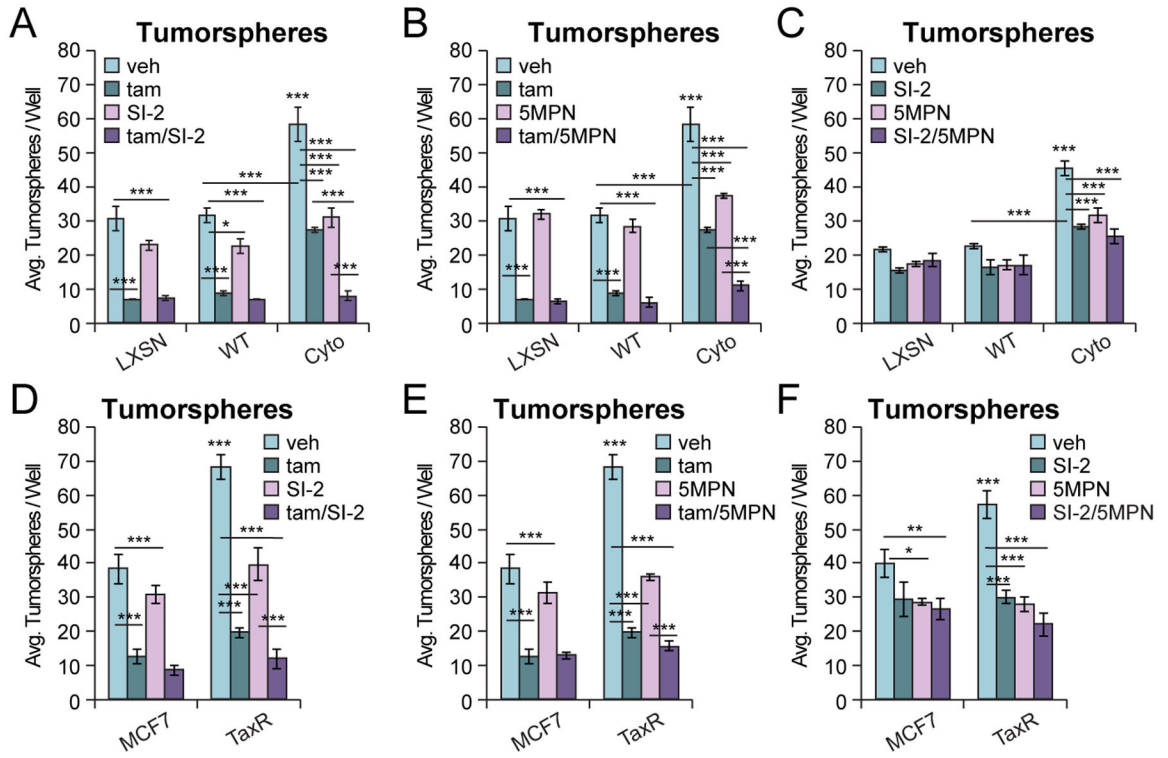 A
Tumorspheres
Avg. Tumorspheres / Well
80
70
60
50
40
30
20
10
0
veh
tam
SI-2
tam/SI-2
***
***
***
*
***
***
***
***
***
***
***
***
LXSN
WT
Cyto
B
Tumorspheres
Avg. Tumorspheres / Well
80
70
60
50
40
30
20
10
0
veh
tam
5MPN
tam/5MPN
***
***
***
***
***
***
***
***
***
***
***
LXSN
WT
Cyto
C
Tumorspheres
Avg. Tumorspheres / Well
80
70
60
50
40
30
20
10
0
veh
SI-2
5MPN
SI-2/5MPN
***
***
***
***
***
LXSN
WT
Cyto
D
Tumorspheres
Avg. Tumorspheres / Well
80
70
60
50
40
30
20
10
0
veh
tam
SI-2
tam/SI-2
***
***
***
***
***
***
***
MCF7
TaxR
E
Tumorspheres
Avg. Tumorspheres / Well
80
70
60
50
40
30
20
10
0
veh
tam
5MPN
tam/5MPN
***
***
***
***
***
***
***
MCF7
TaxR
F
Tumorspheres
Avg. Tumorspheres / Well
80
70
60
50
40
30
20
10
0
veh
SI-2
5MPN
SI-2/5MPN
***
**
*
***
***
***
MCF7
TaxR